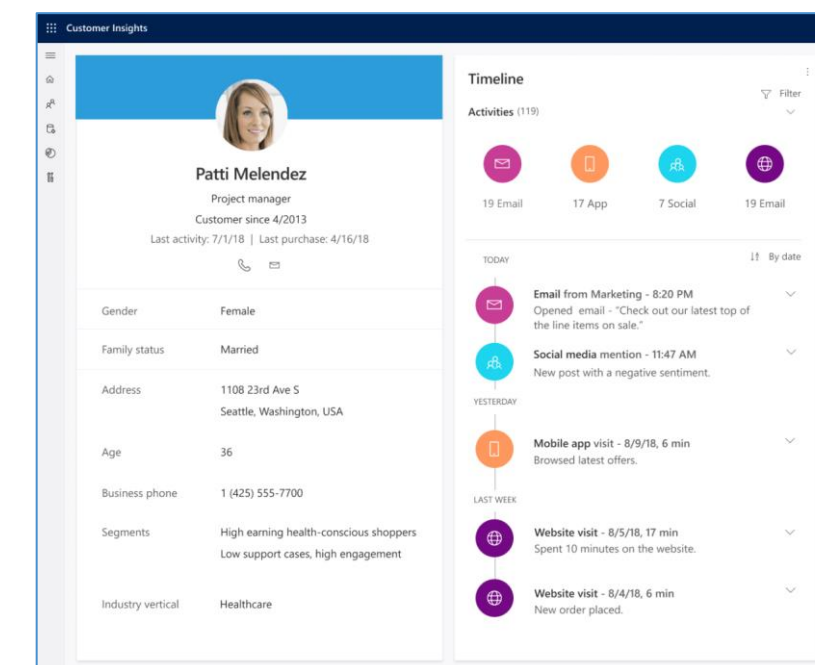 Customer Insights
Patti Melendez
Project manager
Customer since 4/2013
Last activity: 7/1/18 | Last purchase: 4/16/18
Gender Female
Family status Married
Address 1108 23rd Ave S
Seattle, Washington, USA
Age 36
Business phone 1 (425) 555-7700
Segments High earning health-conscious shoppers
Low support cases, high engagement
Industry vertical Healthcare
Timeline
Filter
Activities (119)
19 Email 17 App 7 Social 19 Email
TODAY By date
Email from Marketing - 8:20 PM
Opened email - "Check out our latest top of
the line items on sale."
Social media mention - 11:47 AM
New post with a negative sentiment.
YESTERDAY
Mobile app visit - 8/9/18, 6 min
Browsed latest offers.
LAST WEEK
Website visit - 8/5/18, 17 min
Spent 10 minutes on the website.
Website visit - 8/4/18, 6 min
New order placed.